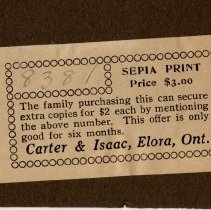 8381
SEPIA PRINT
Price $3.00
The family purchasing this can secure
extra copies for $2 each by mentioning
the above number. This offer is only
good for six months.
Carter & Isaac, Elora, Ont.